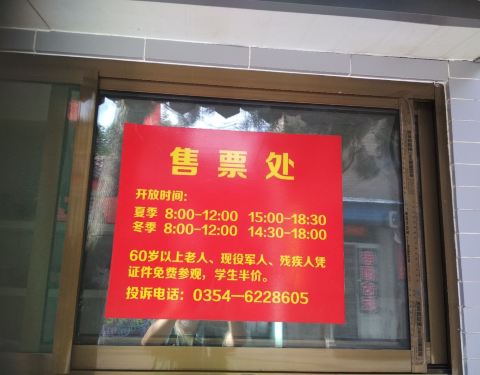 售票处
开放时间：
夏季 8:00-12:00 15:00-18:30
冬季 8:00-12:00 14:30-18:00
60岁以上老人、现役军人、残疾人凭
证件免费参观，学生半价。
投诉电话：0354—6228605